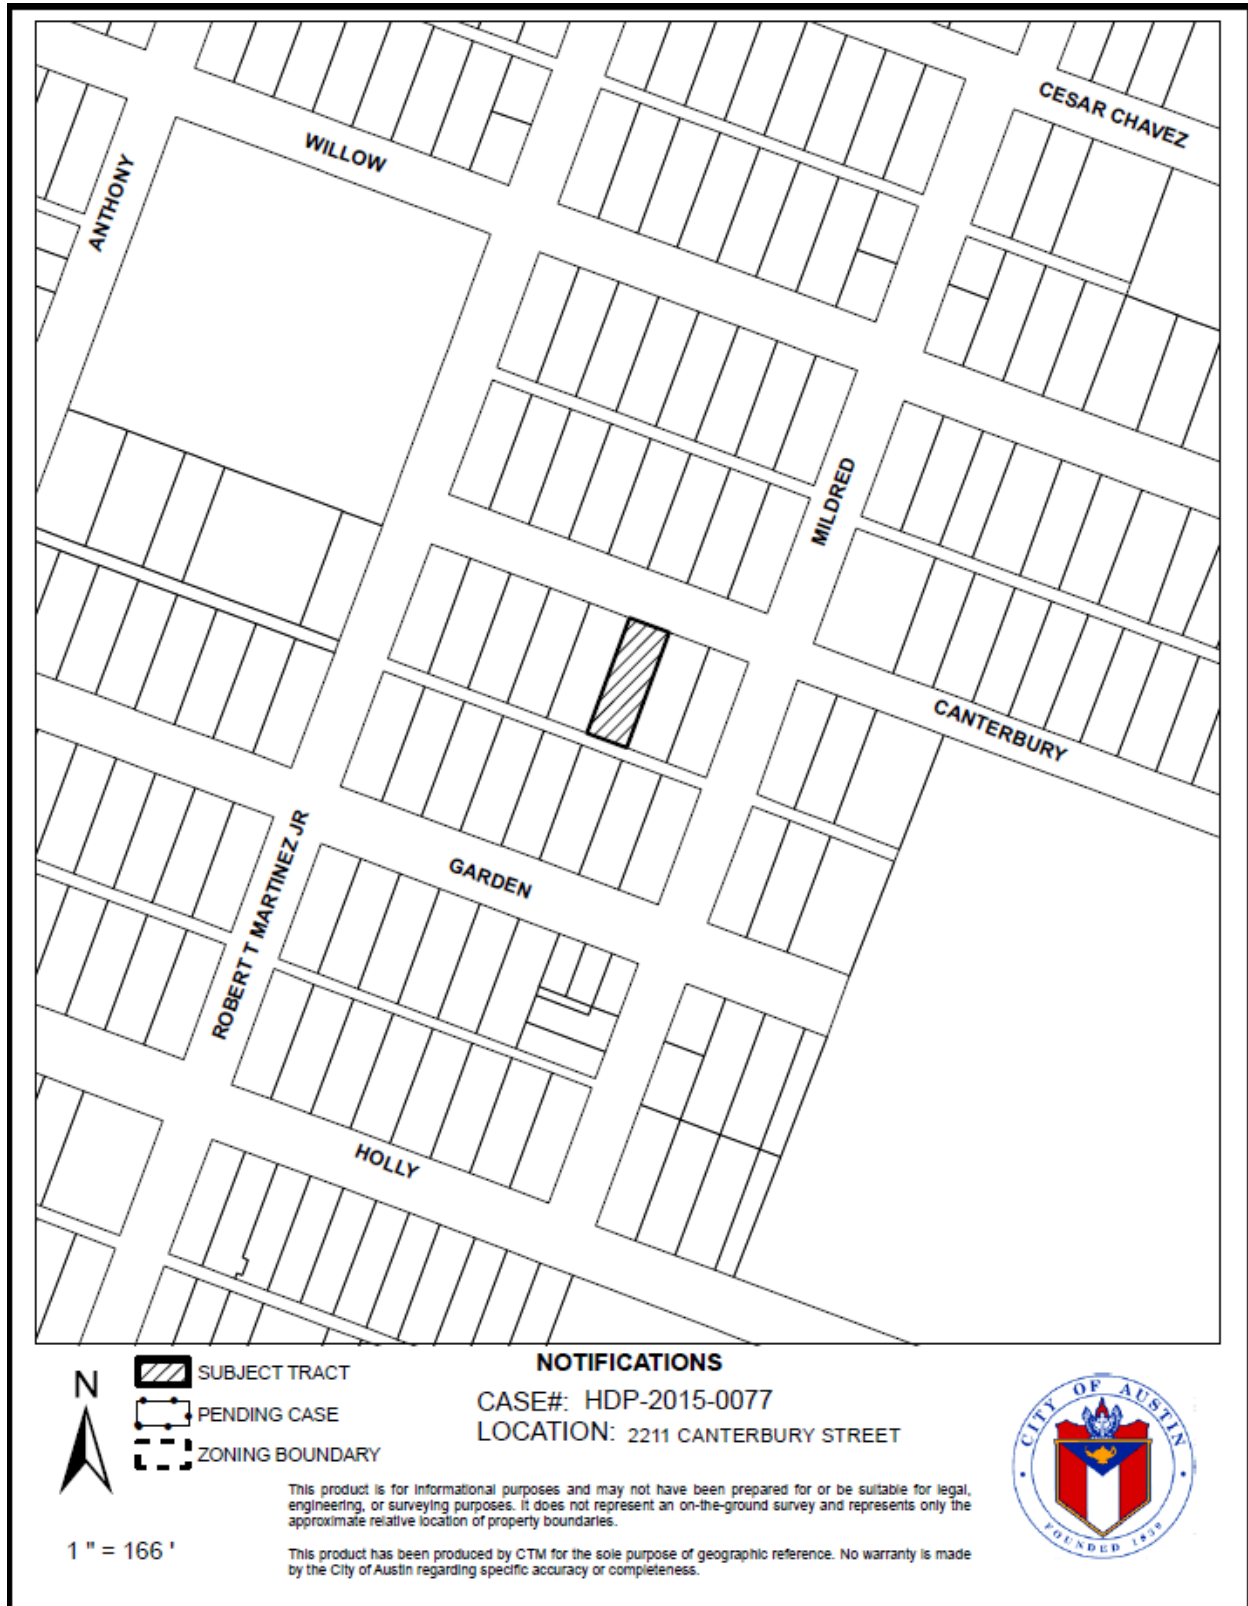 CESAR CHAVEZ
WILLOW
ANTHONY
MILDRED
CANTERBURY
ROBERT T MARTINEZ JR
GARDEN
HOLLY
N
SUBJECT TRACT
PENDING CASE
ZONING BOUNDARY
1 " = 166 '
NOTIFICATIONS
CASE#: HDP-2015-0077
LOCATION: 2211 CANTERBURY STREET
This product is for informational purposes and may not have been prepared for or be suitable for legal,
engineering, or surveying purposes. It does not represent an on-the-ground survey and represents only the
approximate relative location of property boundaries.
This product has been produced by CTM for the sole purpose of geographic reference. No warranty is made
by the City of Austin regarding specific accuracy or completeness.
CITY OF AUSTIN
FOUNDED 1839